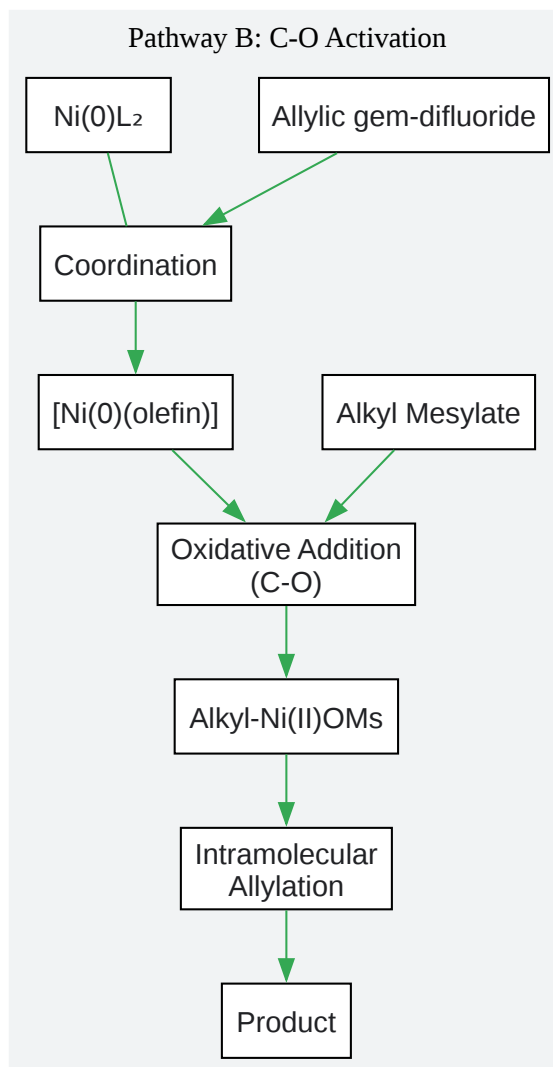 Pathway B: C-O Activation
Ni(0)L₂
Allylic gem-difluoride
Coordination
[Ni(0)(olefin)]
Alkyl Mesylate
Oxidative Addition
(C-O)
Alkyl-Ni(II)OMs
Intramolecular
Allylation
Product